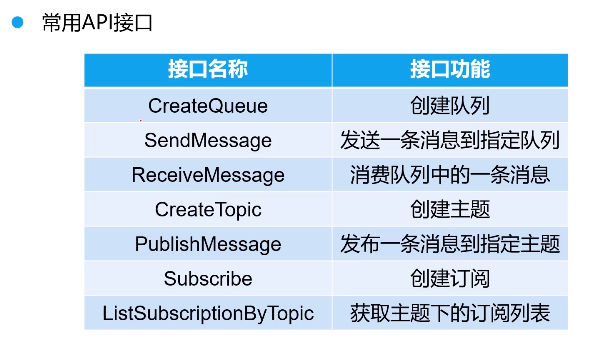 常用API接口
接口名称 接口功能
CreateQueue 创建队列
SendMessage 发送一条消息到指定队列
ReceiveMessage 消费队列中的一条消息
CreateTopic 创建主题
PublishMessage 发布一条消息到指定主题
Subscribe 创建订阅
ListSubscriptionByTopic 获取主题下的订阅列表